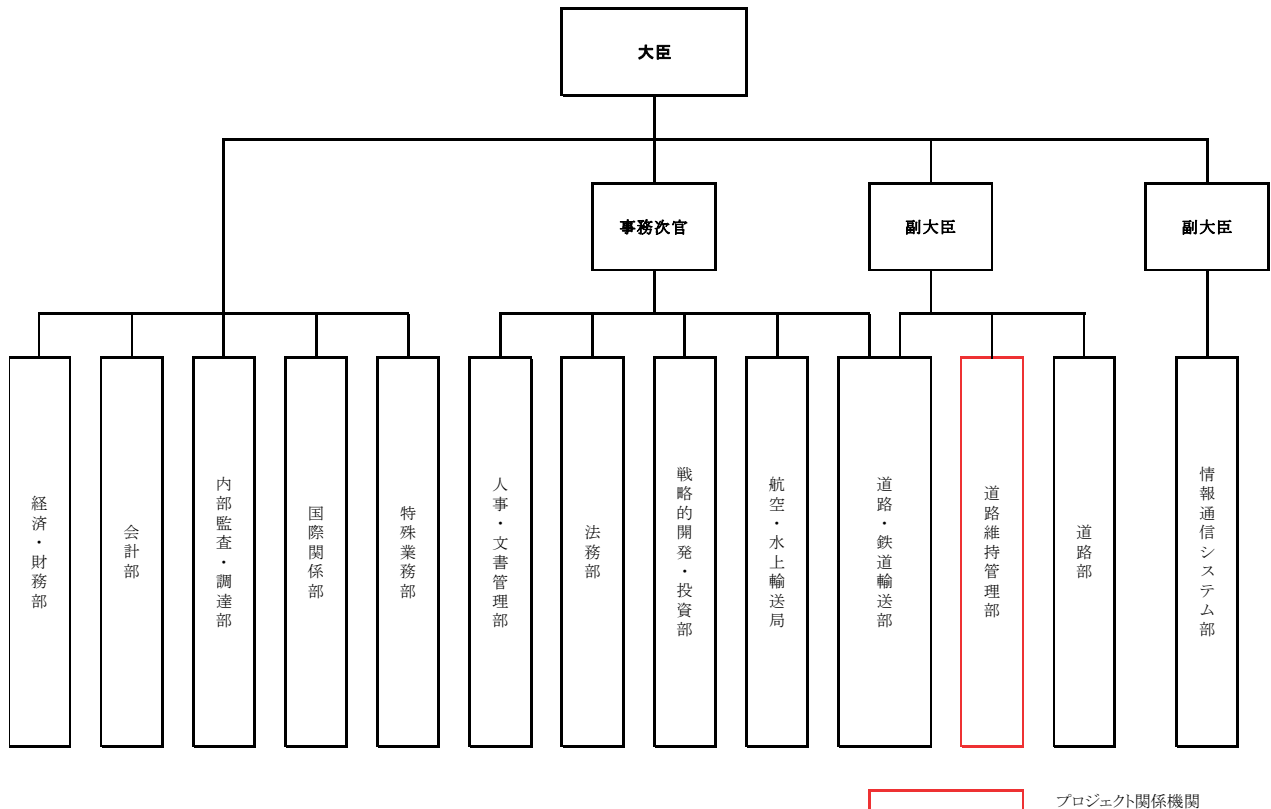 大臣
事務次官
副大臣
副大臣
経済・財務部
会計部
内部監査・調達部
国際関係部
特殊業務部
人事・文書管理部
法務部
戦略的開発・投資部
航空・水上輸送局
道路・鉄道輸送部
道路維持管理部
道路部
情報通信システム部
プロジェクト関係機関